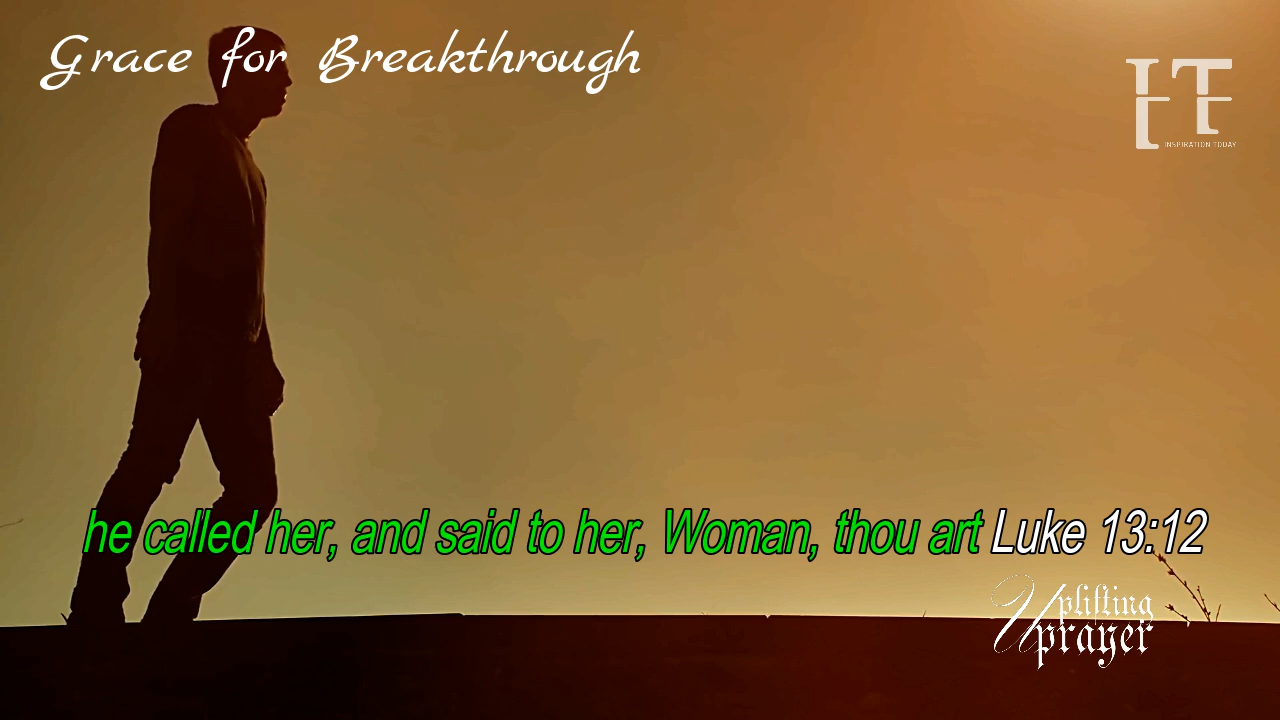 Grace for Breakthrough
INSPIRATION TODAY
he called her, and said to her, Woman, thou art Luke 13:12
Uplifting
prayer